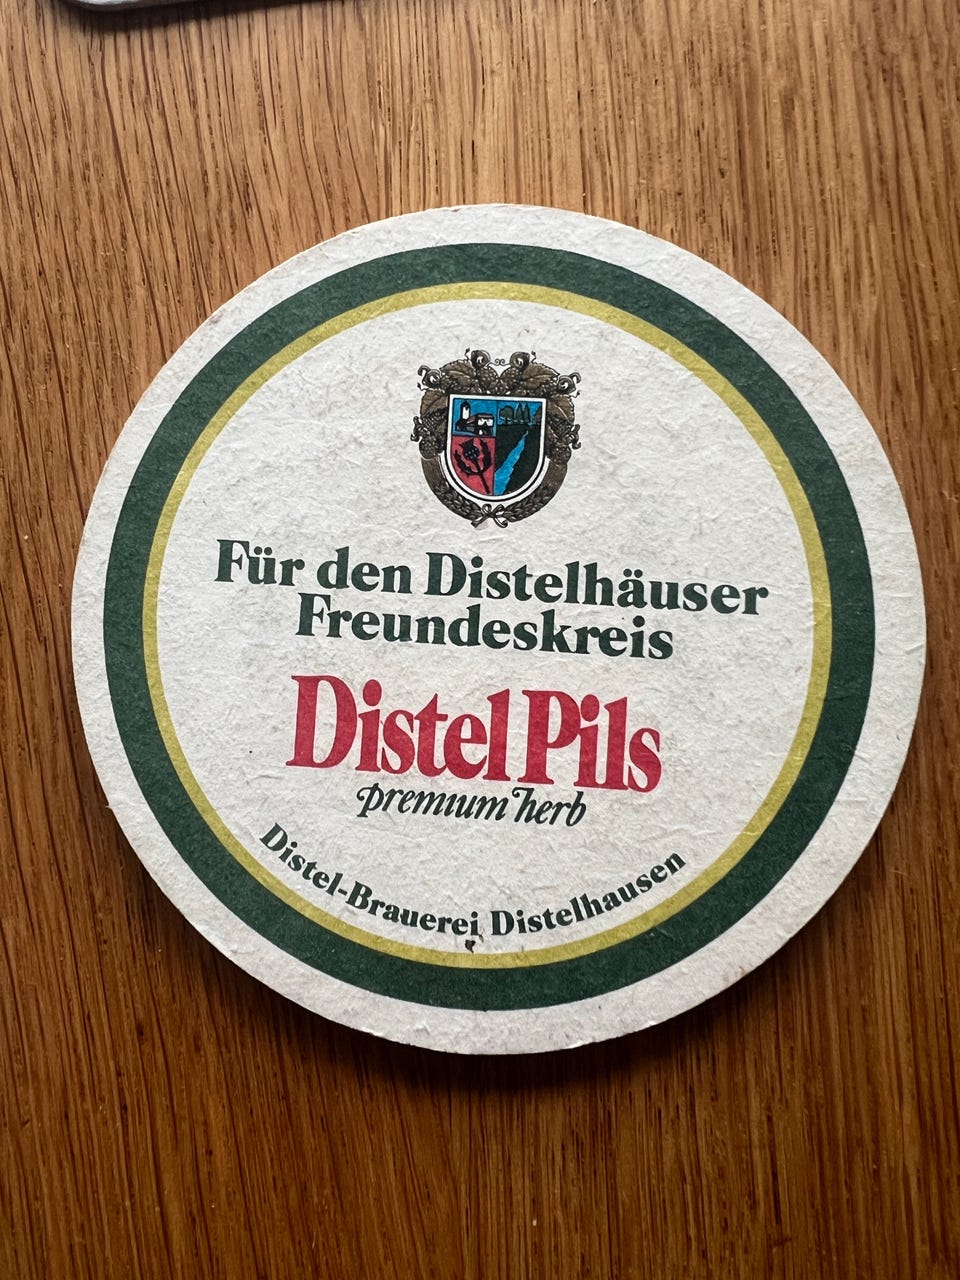 Für den Distelhäuser
Freundeskreis
Distel Pils
premium herb
Distel-Brauerei Distelhausen